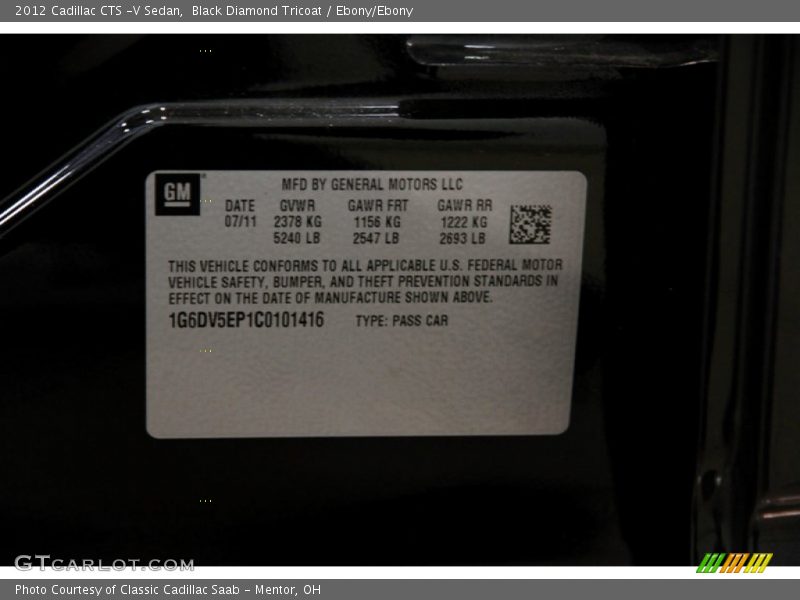 2012 Cadillac CTS -V Sedan, Black Diamond Tricoat / Ebony/Ebony
GM
MFD BY GENERAL MOTORS LLC
DATE GVWR GAWR FRT GAWR RR
07/11 2378 KG 1156 KG 1222 KG
5240 LB 2547 LB 2693 LB
THIS VEHICLE CONFORMS TO ALL APPLICABLE U.S. FEDERAL MOTOR
VEHICLE SAFETY, BUMPER, AND THEFT PREVENTION STANDARDS IN
EFFECT ON THE DATE OF MANUFACTURE SHOWN ABOVE.
1G6DV5EP1C0101416 TYPE: PASS CAR
GTCARLOT.COM
Photo Courtesy of Classic Cadillac Saab - Mentor, OH